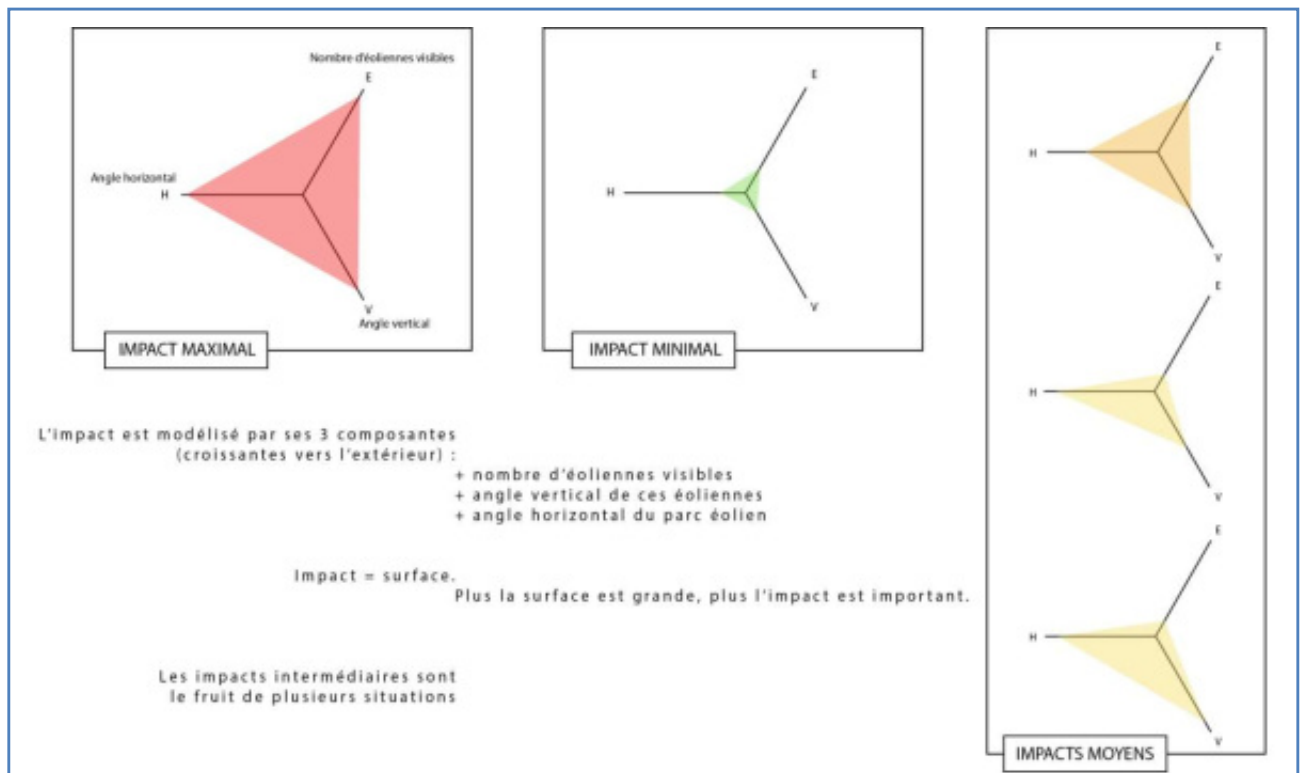 Nombre d'éoliennes visibles
E
Angle horizontal
H
V
Angle vertical
IMPACT MAXIMAL
E
H
V
IMPACT MINIMAL
E
H
V
E
H
V
E
H
V
IMPACTS MOYENS
L'impact est modélisé par ses 3 composantes
(croissantes vers l'extérieur) :
+ nombre d'éoliennes visibles
+ angle vertical de ces éoliennes
+ angle horizontal du parc éolien
Impact = surface.
Plus la surface est grande, plus l'impact est important.
Les impacts intermédiaires sont
le fruit de plusieurs situations